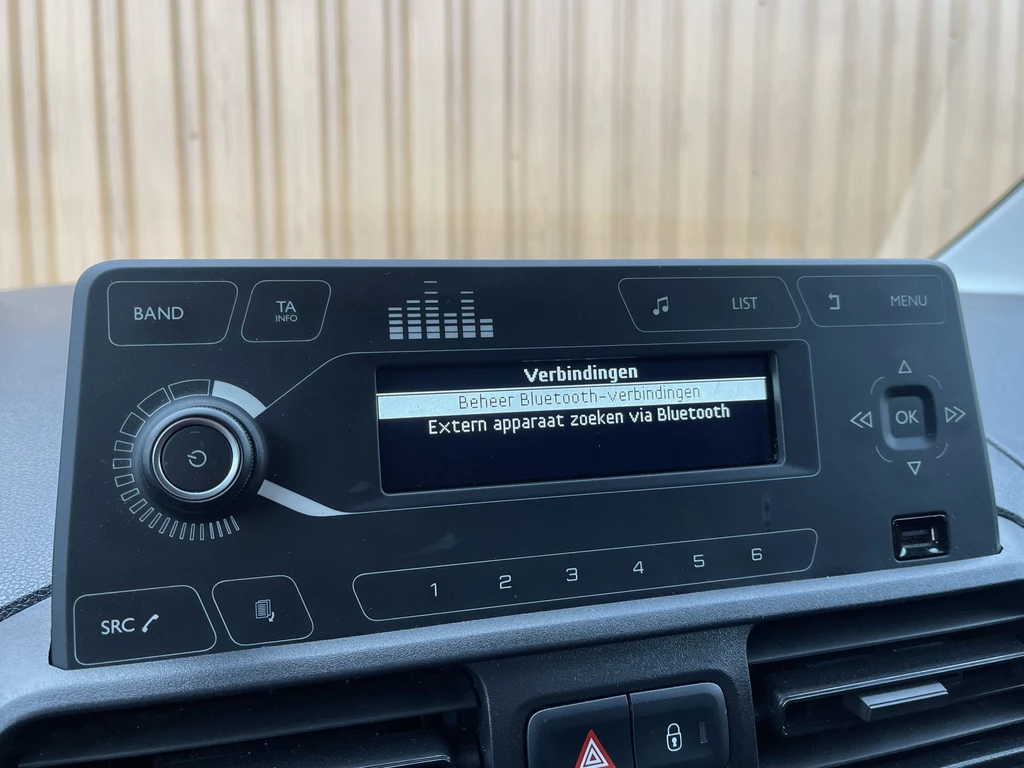 BAND
TA
INFO
LIST
MENU
Verbindingen
Beheer Bluetooth-verbindingen
Extern apparaat zoeken via Bluetooth
OK
1 2 3 4 5 6
SRC